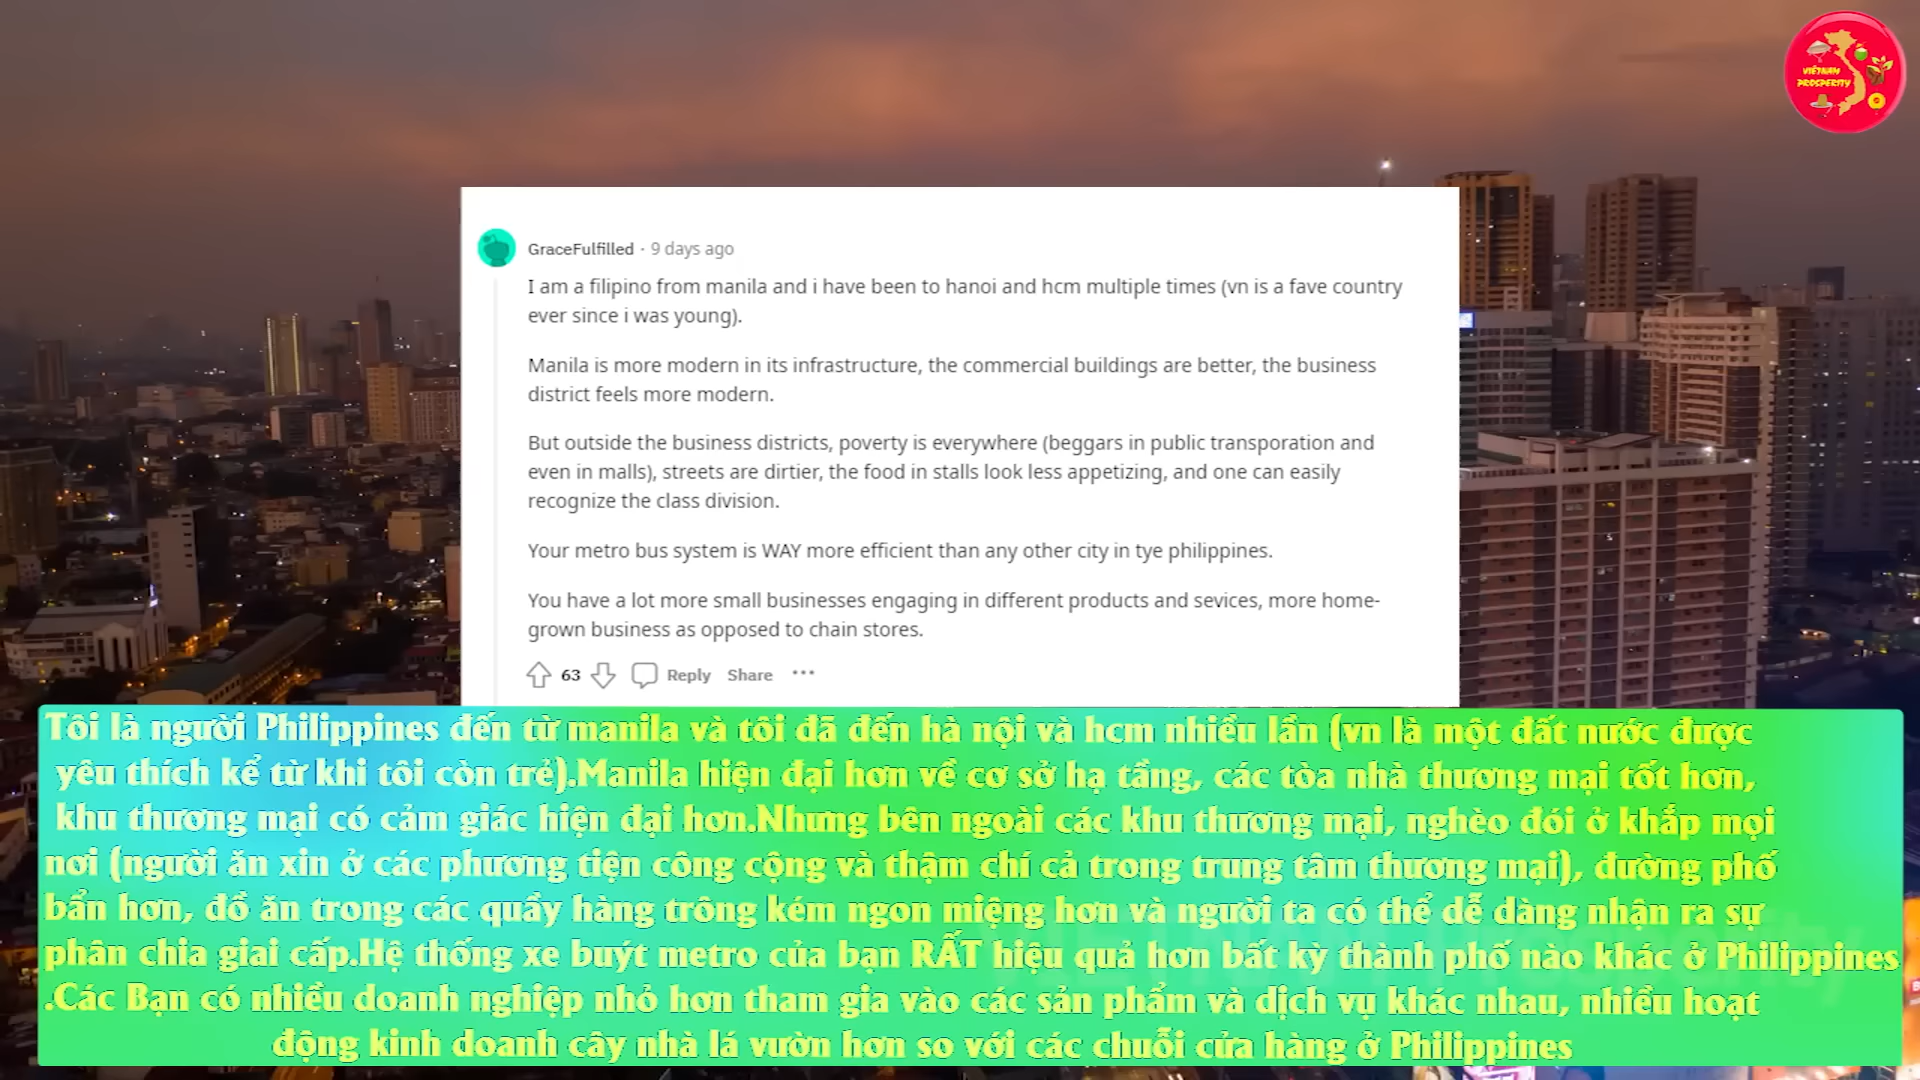 VIETNAM
PROSPERITY
GraceFulfilled · 9 days ago
I am a filipino from manila and i have been to hanoi and hcm multiple times (vn is a fave country
ever since i was young).
Manila is more modern in its infrastructure, the commercial buildings are better, the business
district feels more modern.
But outside the business districts, poverty is everywhere (beggars in public transporation and
even in malls), streets are dirtier, the food in stalls look less appetizing, and one can easily
recognize the class division.
Your metro bus system is WAY more efficient than any other city in tye philippines.
You have a lot more small businesses engaging in different products and sevices, more home-
grown business as opposed to chain stores.
63 Reply Share ···
Tôi là người Philippines đến từ manila và tôi đã đến hà nội và hcm nhiều lần (vn là một đất nước được
yêu thích kể từ khi tôi còn trẻ).Manila hiện đại hơn về cơ sở hạ tầng, các tòa nhà thương mại tốt hơn,
khu thương mại có cảm giác hiện đại hơn.Nhưng bên ngoài các khu thương mại, nghèo đói ở khắp mọi
nơi (người ăn xin ở các phương tiện công cộng và thậm chí cả trong trung tâm thương mại), đường phố
bẩn hơn, đồ ăn trong các quầy hàng trông kém ngon miệng hơn và người ta có thể dễ dàng nhận ra sự
phân chia giai cấp.Hệ thống xe buýt metro của bạn RẤT hiệu quả hơn bất kỳ thành phố nào khác ở Philippines
.Các Bạn có nhiều doanh nghiệp nhỏ hơn tham gia vào các sản phẩm và dịch vụ khác nhau, nhiều hoạt
động kinh doanh cây nhà lá vườn hơn so với các chuỗi cửa hàng ở Philippines